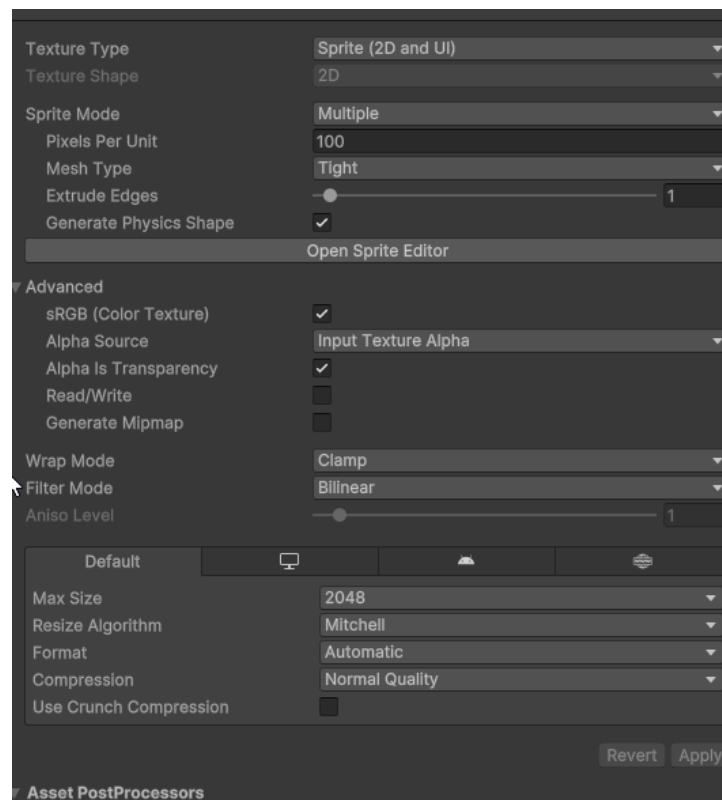 Texture Type Sprite (2D and UI)
Texture Shape 2D
Sprite Mode Multiple
Pixels Per Unit 100
Mesh Type Tight
Extrude Edges 1
Generate Physics Shape
Open Sprite Editor
Advanced
sRGB (Color Texture)
Alpha Source Input Texture Alpha
Alpha Is Transparency
Read/Write
Generate Mipmap
Wrap Mode Clamp
Filter Mode Bilinear
Aniso Level 1
Default
Max Size 2048
Resize Algorithm Mitchell
Format Automatic
Compression Normal Quality
Use Crunch Compression
Revert Apply
Asset PostProcessors